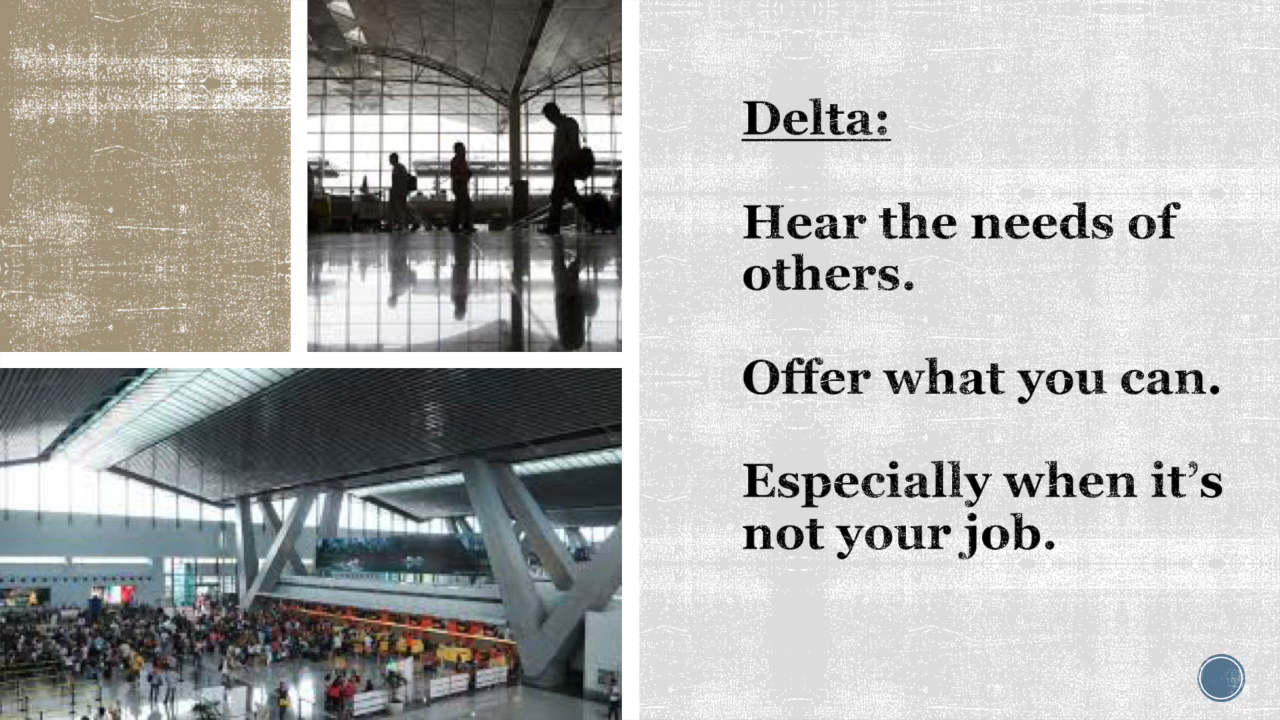 Delta:
Hear the needs of
others.
Offer what you can.
Especially when it’s
not your job.